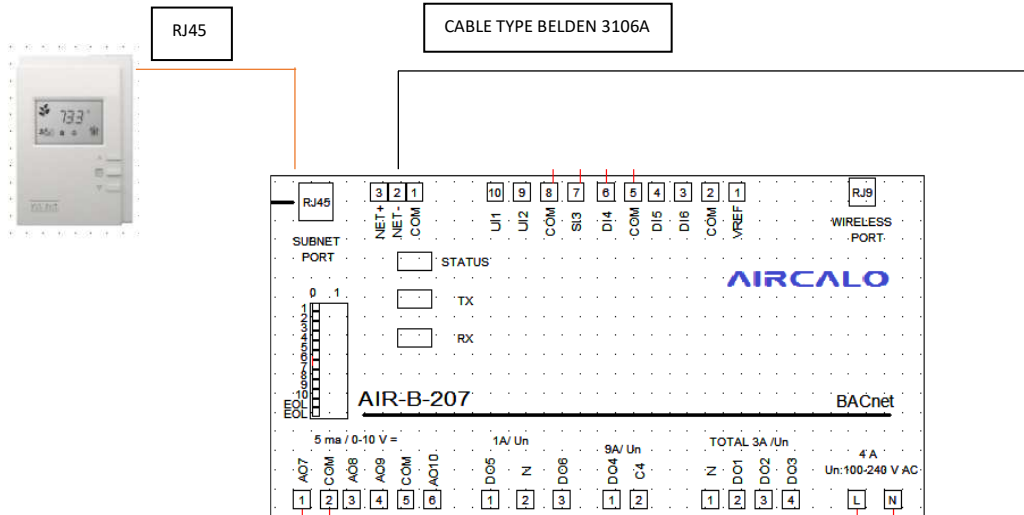 RJ45
CABLE TYPE BELDEN 3106A
733°
RJ45
3 2 1
10 9 8 7 6 5 4 3 2 1
RJ9
NET+ NET- COM
UI1 UI2 COM SI3 DI4 COM DI5 DI6 COM VREF
WIRELESS
PORT
SUBNET
PORT
STATUS
AIRCALO
TX
RX
0 1
1
2
3
4
5
6
7
8
9
10
EOL
EOL
AIR-B-207
BACnet
5 ma / 0-10 V =
1A/ Un
9A/ Un
TOTAL 3A /Un
4 A
Un:100-240 V AC
AO7 COM AO8 AO9 COM AO10
DO5 N DO6
DO4 C4
N DO1 DO2 DO3
1 2 3 4 5 6
1 2 3
1 2
1 2 3 4
L N